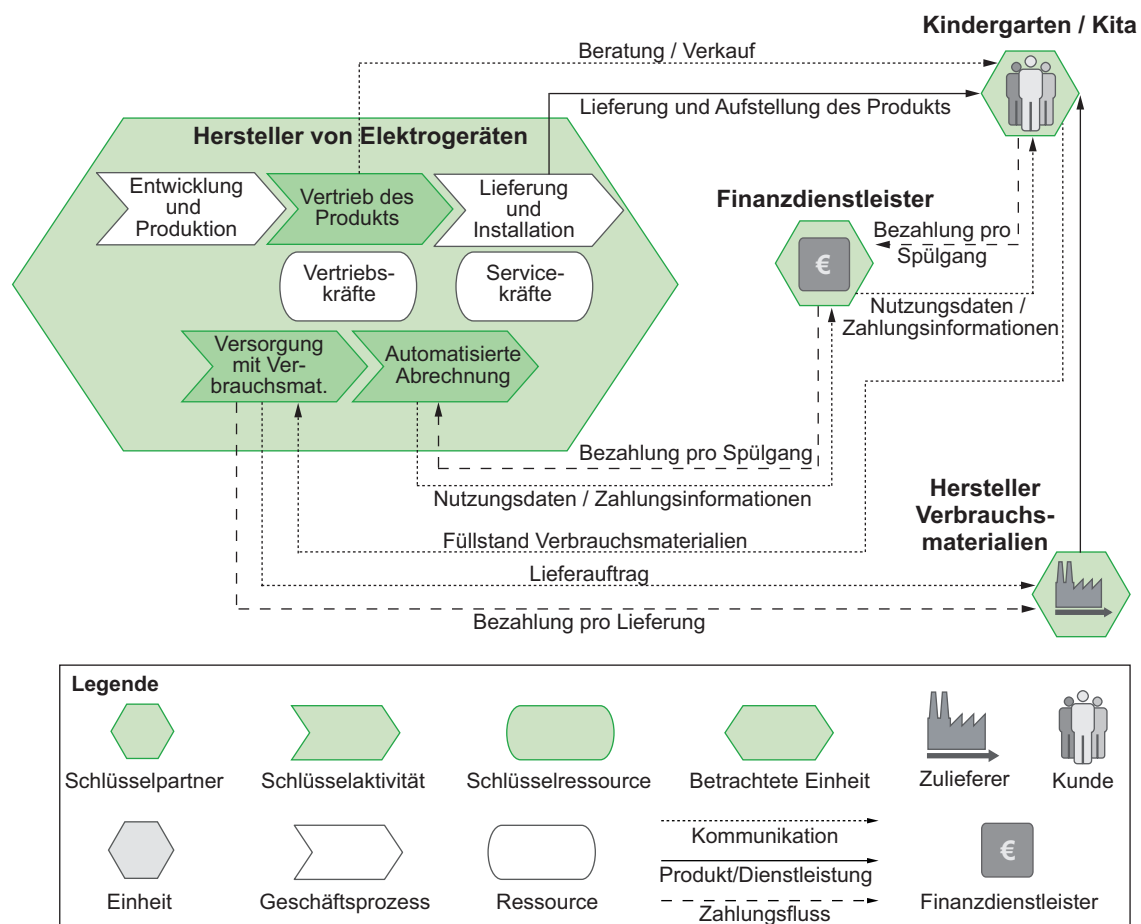 Kindergarten / Kita
Beratung / Verkauf
Lieferung und Aufstellung des Produkts
Hersteller von Elektrogeräten
Entwicklung
und
Produktion
Vertrieb des
Produkts
Lieferung
und
Installation
Finanzdienstleister
€
Bezahlung pro
Spülgang
Vertriebs-
kräfte
Service-
kräfte
Nutzungsdaten /
Zahlungsinformationen
Versorgung
mit Ver-
brauchsmat.
Automatisierte
Abrechnung
Bezahlung pro Spülgang
Nutzungsdaten / Zahlungsinformationen
Hersteller
Verbrauchs-
materialien
Füllstand Verbrauchsmaterialien
Lieferauftrag
Bezahlung pro Lieferung
Legende
Schlüsselpartner
Schlüsselaktivität
Schlüsselressource
Betrachtete Einheit
Zulieferer
Kunde
Einheit
Geschäftsprozess
Ressource
Kommunikation
Produkt/Dienstleistung
Zahlungsfluss
€
Finanzdienstleister